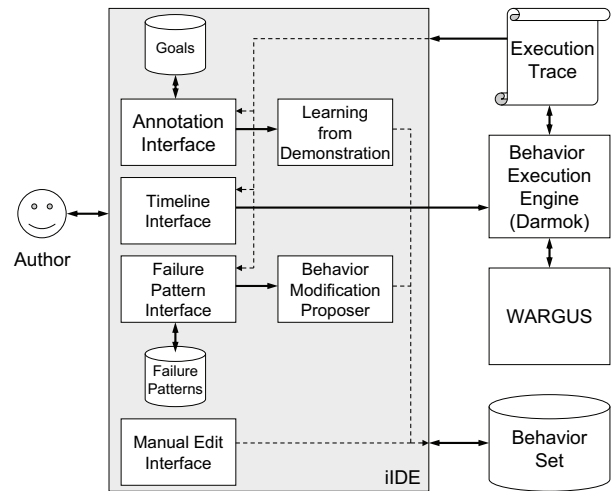 Goals
Execution
Trace
Annotation
Interface
Learning
from
Demonstration
Behavior
Execution
Engine
(Darmok)
Timeline
Interface
Author
Failure
Pattern
Interface
Behavior
Modification
Proposer
WARGUS
Failure
Patterns
Manual Edit
Interface
iIDE
Behavior
Set